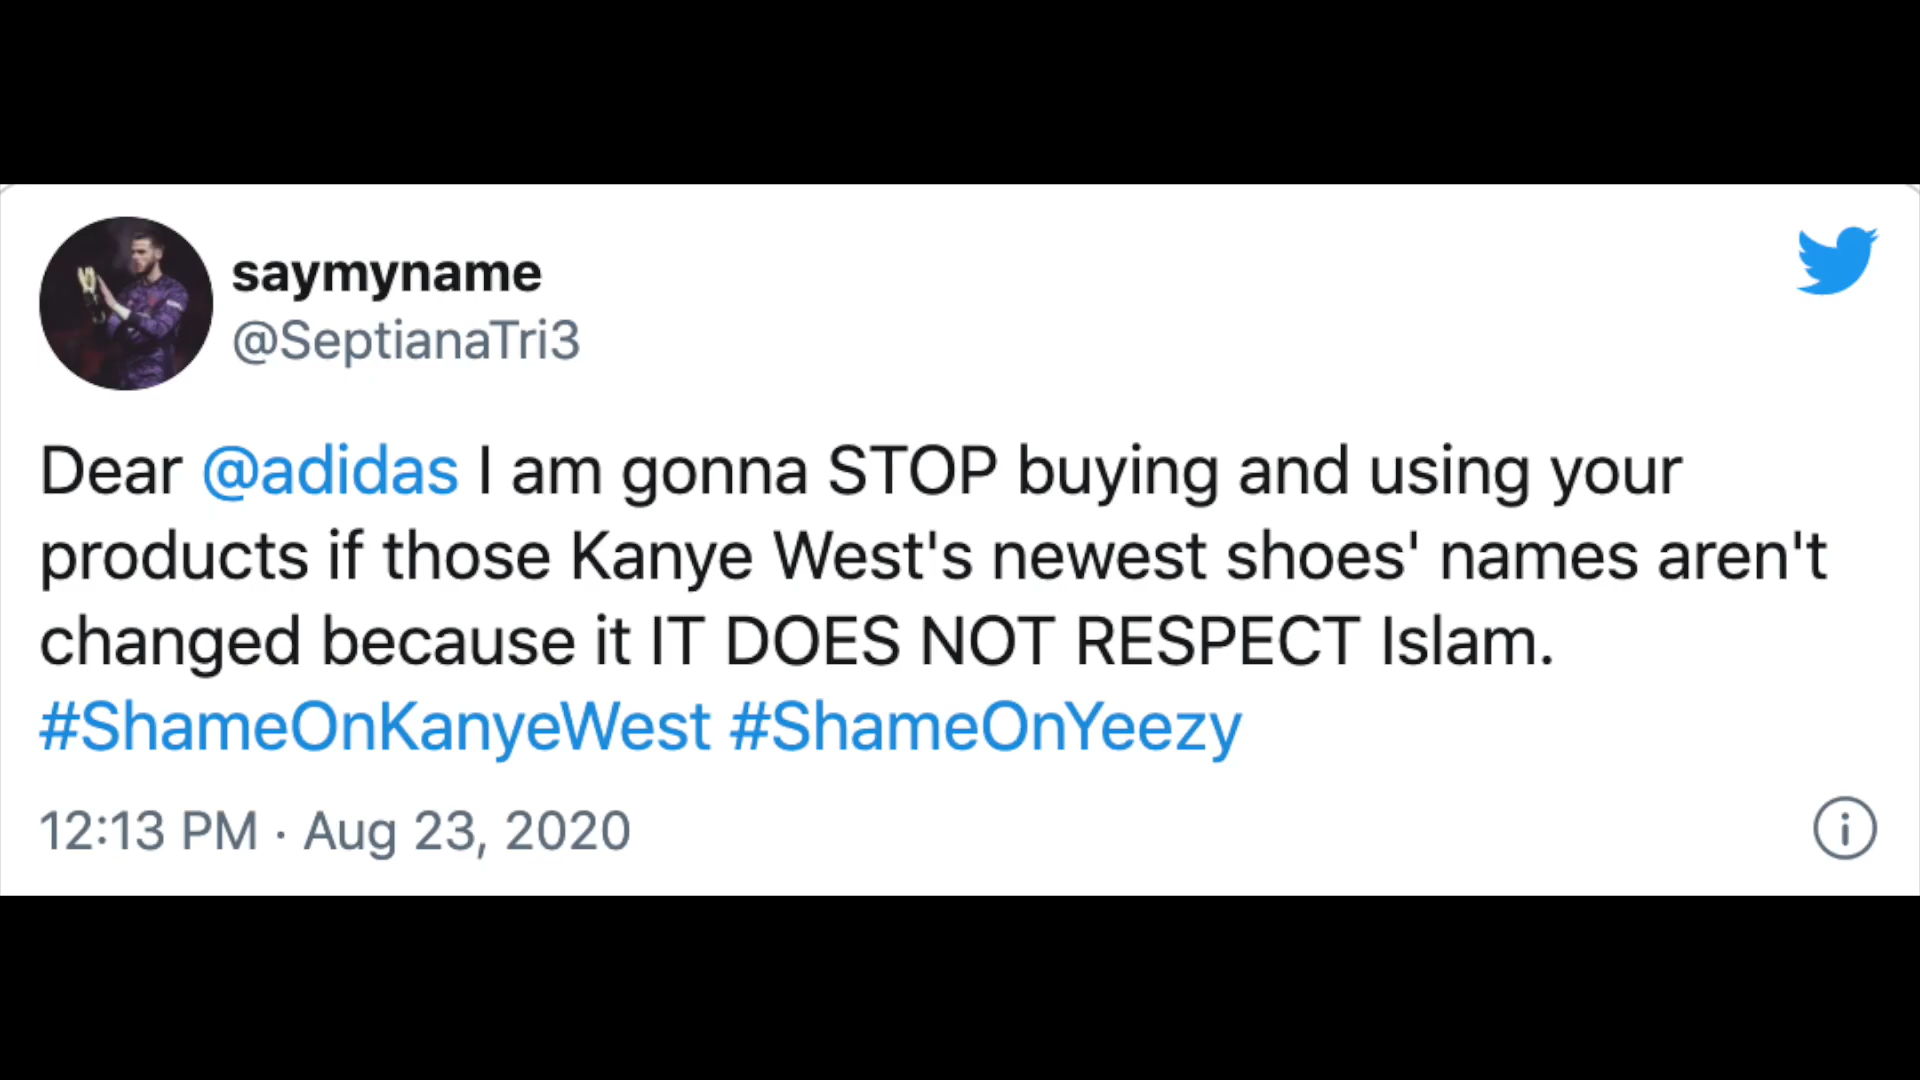 saymyname
@SeptianaTri3
Dear @adidas I am gonna STOP buying and using your
products if those Kanye West's newest shoes' names aren't
changed because it IT DOES NOT RESPECT Islam.
#ShameOnKanyeWest #ShameOnYeezy
12:13 PM · Aug 23, 2020